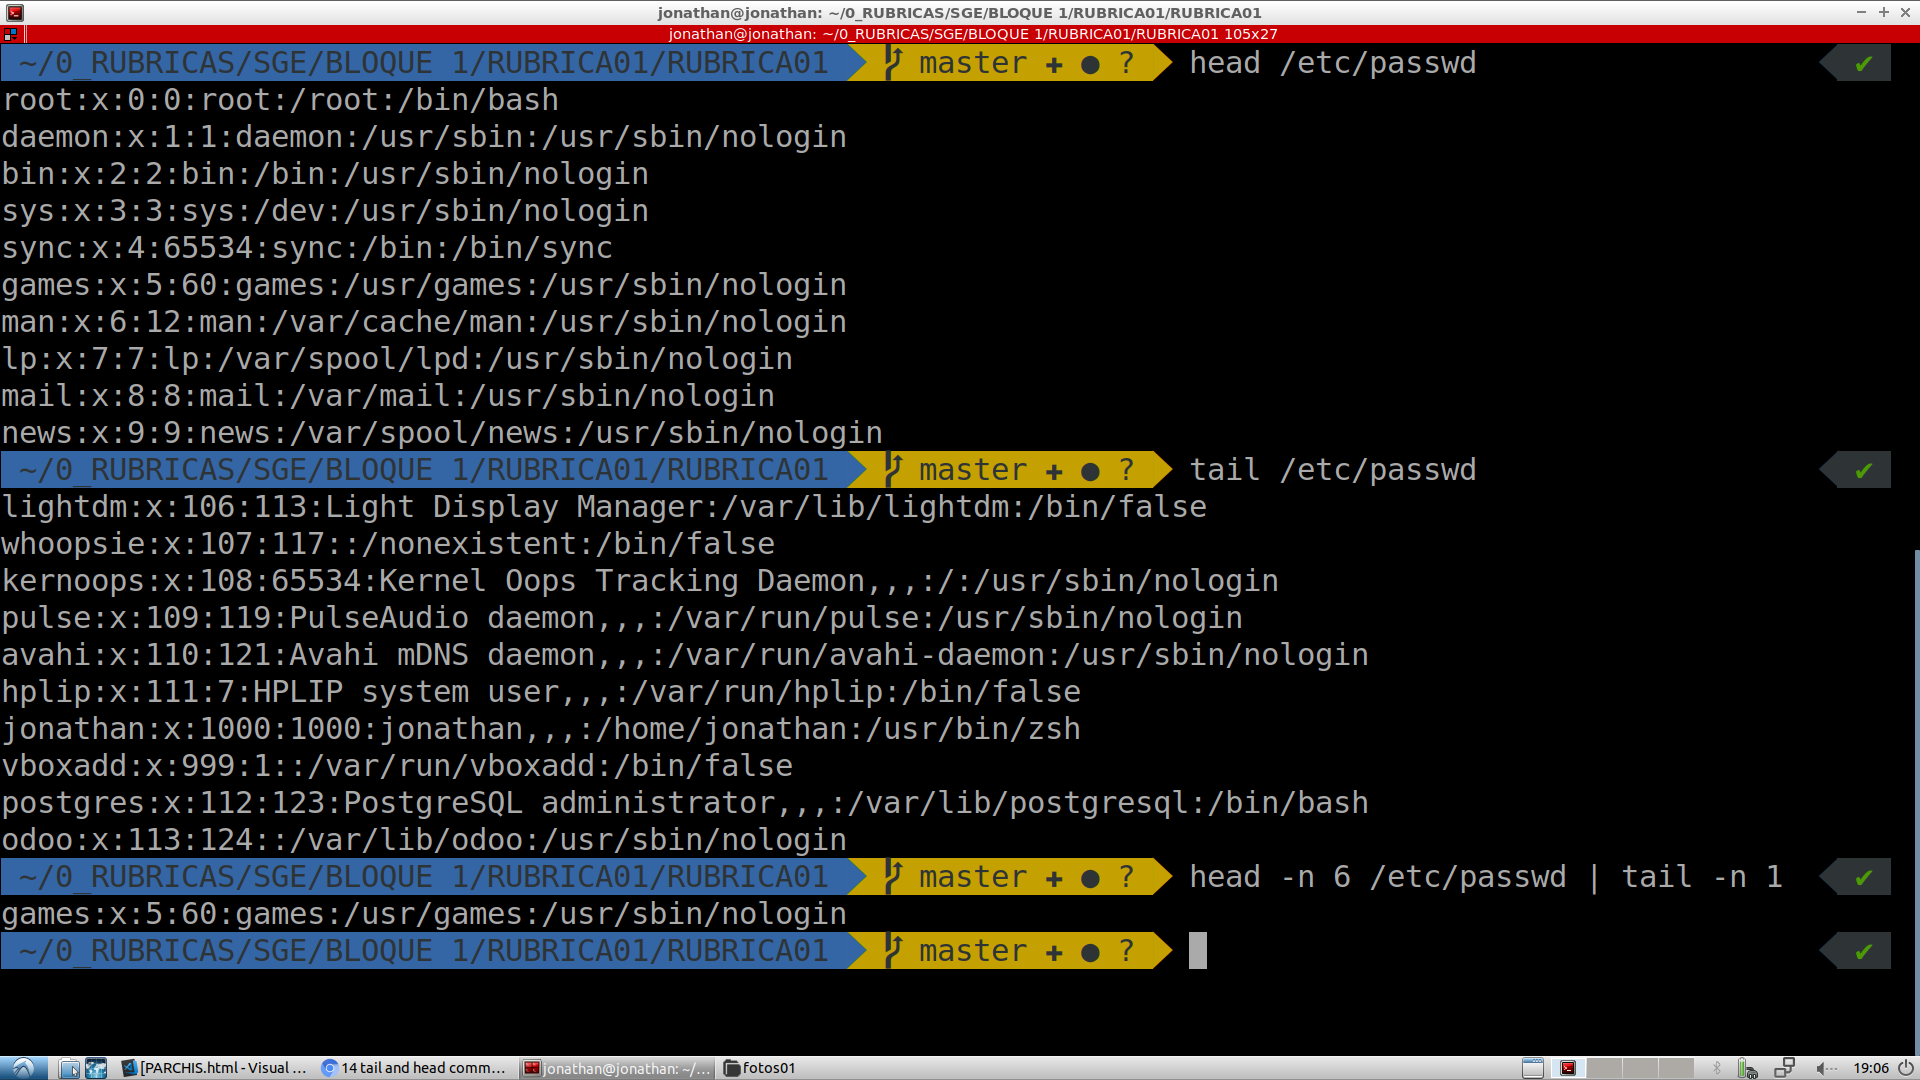 jonathan@jonathan: ~/0_RUBRICAS/SGE/BLOQUE 1/RUBRICA01/RUBRICA01
jonathan@jonathan: ~/0_RUBRICAS/SGE/BLOQUE 1/RUBRICA01/RUBRICA01 105x27
~/0_RUBRICAS/SGE/BLOQUE 1/RUBRICA01/RUBRICA01 master ✚ ● ? head /etc/passwd ✔
root:x:0:0:root:/root:/bin/bash
daemon:x:1:1:daemon:/usr/sbin:/usr/sbin/nologin
bin:x:2:2:bin:/bin:/usr/sbin/nologin
sys:x:3:3:sys:/dev:/usr/sbin/nologin
sync:x:4:65534:sync:/bin:/bin/sync
games:x:5:60:games:/usr/games:/usr/sbin/nologin
man:x:6:12:man:/var/cache/man:/usr/sbin/nologin
lp:x:7:7:lp:/var/spool/lpd:/usr/sbin/nologin
mail:x:8:8:mail:/var/mail:/usr/sbin/nologin
news:x:9:9:news:/var/spool/news:/usr/sbin/nologin
~/0_RUBRICAS/SGE/BLOQUE 1/RUBRICA01/RUBRICA01 master ✚ ● ? tail /etc/passwd ✔
lightdm:x:106:113:Light Display Manager:/var/lib/lightdm:/bin/false
whoopsie:x:107:117::/nonexistent:/bin/false
kernoops:x:108:65534:Kernel Oops Tracking Daemon,,,:/:/usr/sbin/nologin
pulse:x:109:119:PulseAudio daemon,,,:/var/run/pulse:/usr/sbin/nologin
avahi:x:110:121:Avahi mDNS daemon,,,:/var/run/avahi-daemon:/usr/sbin/nologin
hplip:x:111:7:HPLIP system user,,,:/var/run/hplip:/bin/false
jonathan:x:1000:1000:jonathan,,,:/home/jonathan:/usr/bin/zsh
vboxadd:x:999:1::/var/run/vboxadd:/bin/false
postgres:x:112:123:PostgreSQL administrator,,,:/var/lib/postgresql:/bin/bash
odoo:x:113:124::/var/lib/odoo:/usr/sbin/nologin
~/0_RUBRICAS/SGE/BLOQUE 1/RUBRICA01/RUBRICA01 master ✚ ● ? head -n 6 /etc/passwd | tail -n 1 ✔
games:x:5:60:games:/usr/games:/usr/sbin/nologin
~/0_RUBRICAS/SGE/BLOQUE 1/RUBRICA01/RUBRICA01 master ✚ ● ? ✔
[PARCHIS.html - Visual ... 14 tail and head comm... jonathan@jonathan: ~/... fotos01 19:06